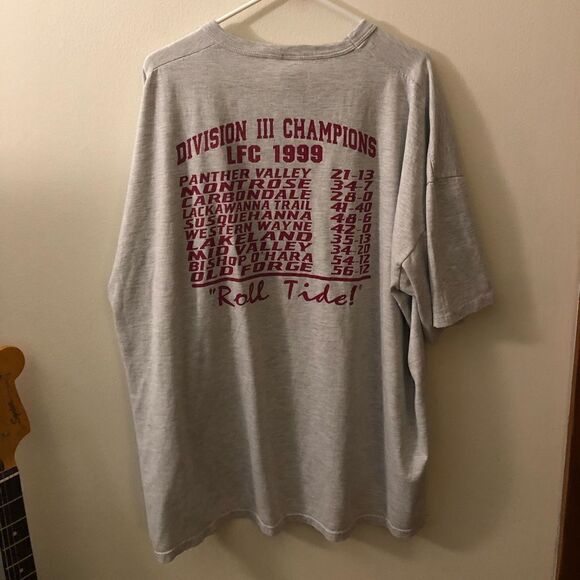 DIVISION III CHAMPIONS
LFC 1999
PANTHER VALLEY 21-13
MONTROSE 34-7
CARBONDALE 28-0
LACKAWANNA TRAIL 41-40
SUSQUEHANNA 48-6
WESTERN WAYNE 42-0
LAKELAND 35-13
MID VALLEY 34-20
BISHOP O'HARA 54-12
OLD FORGE 56-12
"Roll Tide!"
Squier